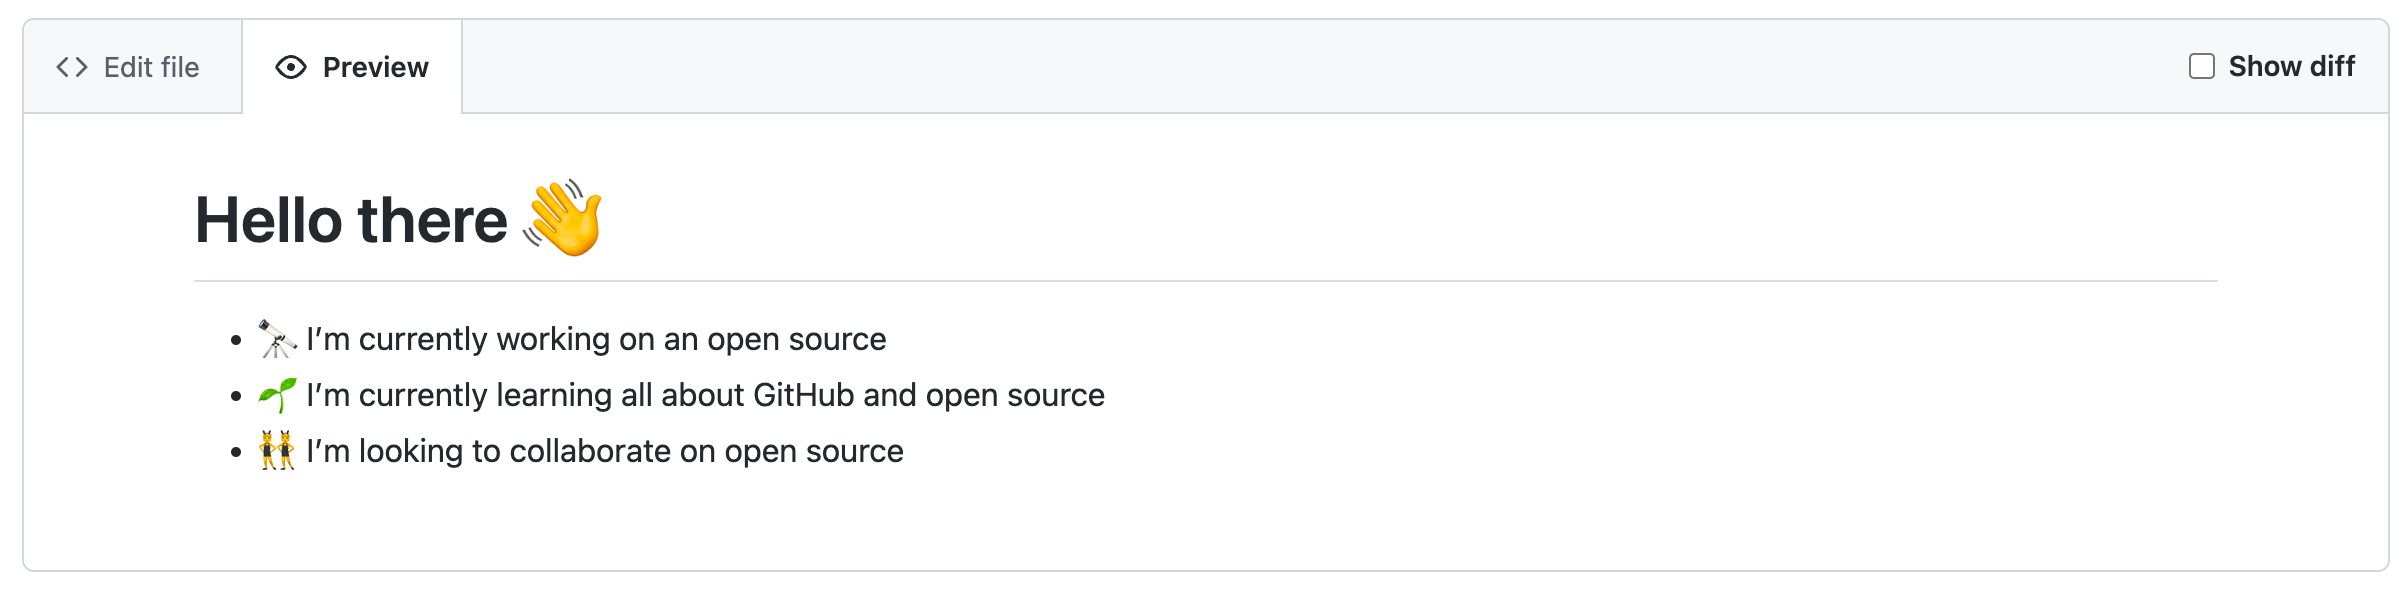 Edit file
Preview
Show diff
Hello there 👋
• 🔭 I’m currently working on an open source
• 🌱 I’m currently learning all about GitHub and open source
• 👯 I’m looking to collaborate on open source